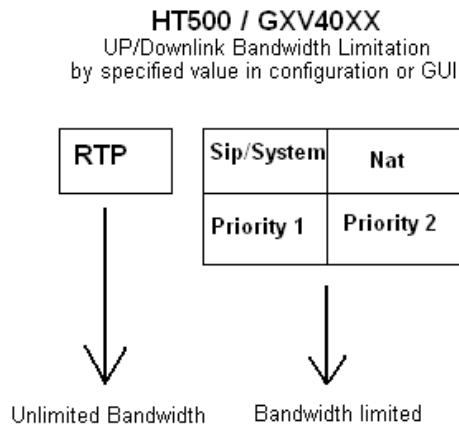 HT500 / GXV40XX
UP/Downlink Bandwidth Limitation
by specified value in configuration or GUI
RTP
Sip/System
Nat
Priority 1
Priority 2
Unlimited Bandwidth
Bandwidth limited